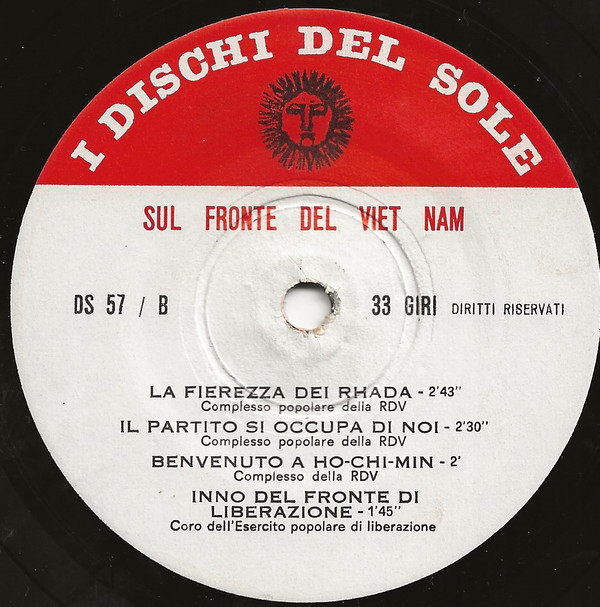 I DISCHI DEL SOLE
SUL FRONTE DEL VIET NAM
DS 57 / B 33 GIRI DIRITTI RISERVATI
LA FIEREZZA DEI RHADA - 2'43"
Complesso popolare della RDV
IL PARTITO SI OCCUPA DI NOI - 2'30"
Complesso popolare della RDV
BENVENUTO A HO-CHI-MIN - 2'
Complesso della RDV
INNO DEL FRONTE DI
LIBERAZIONE - 1'45"
Coro dell'Esercito popolare di liberazione